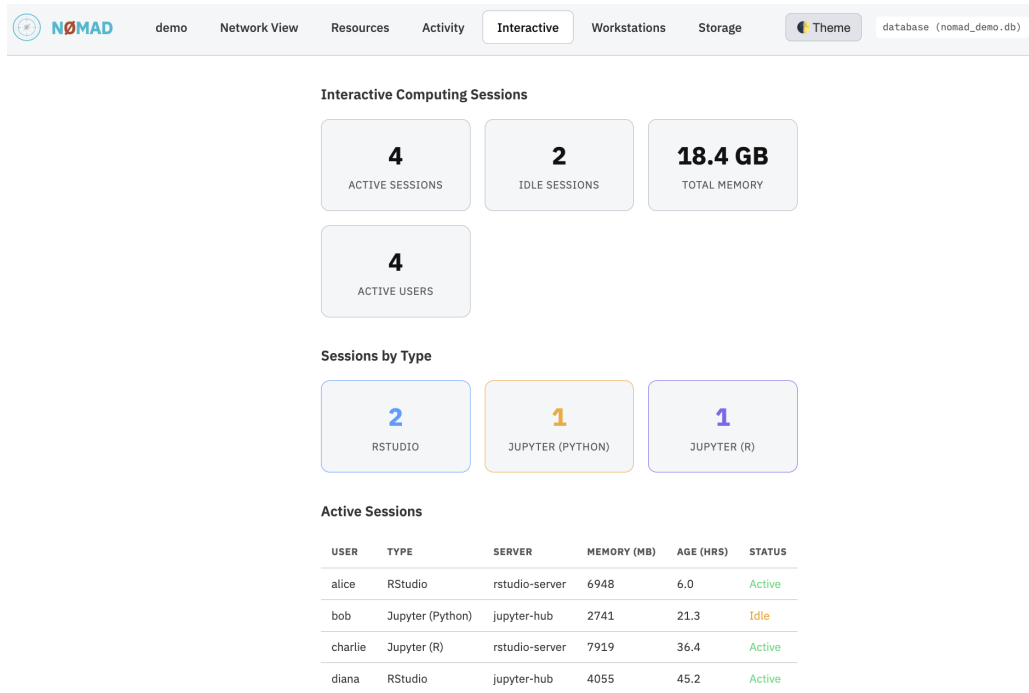 NØMAD demo Network View Resources Activity Interactive Workstations Storage Theme database (nomad_demo.db)
Interactive Computing Sessions
4 2 18.4 GB
ACTIVE SESSIONS IDLE SESSIONS TOTAL MEMORY
4
ACTIVE USERS
Sessions by Type
2 1 1
RSTUDIO JUPYTER (PYTHON) JUPYTER (R)
Active Sessions
USER TYPE SERVER MEMORY (MB) AGE (HRS) STATUS
alice RStudio rstudio-server 6948 6.0 Active
bob Jupyter (Python) jupyter-hub 2741 21.3 Idle
charlie Jupyter (R) rstudio-server 7919 36.4 Active
diana RStudio jupyter-hub 4055 45.2 Active